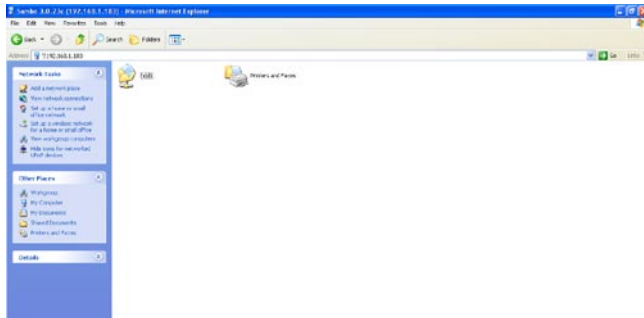 Samba 3.0.23c (192.168.1.103) - Microsoft Internet Explorer
File Edit View Favorites Tools Help
Back Search Folders
Address \\192.168.1.103 Go Links
Network Tasks
Add a network place
View network connections
Set up a home or small
office network
Set up a wireless network
for a home or small office
View workgroup computers
Hide icons for networked
UPnP devices
Printers and Faxes
Other Places
Workgroup
My Computer
My Documents
Shared Documents
Printers and Faxes
Details